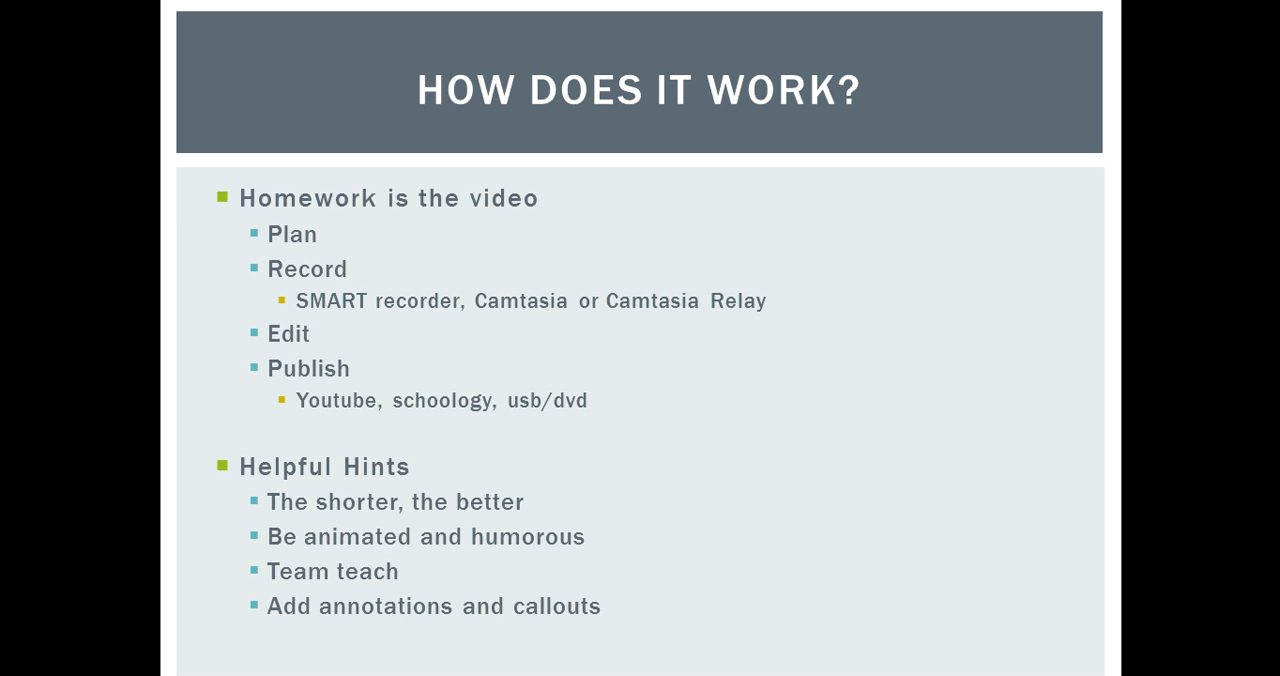 HOW DOES IT WORK?
Homework is the video
Plan
Record
SMART recorder, Camtasia or Camtasia Relay
Edit
Publish
Youtube, schoology, usb/dvd
Helpful Hints
The shorter, the better
Be animated and humorous
Team teach
Add annotations and callouts